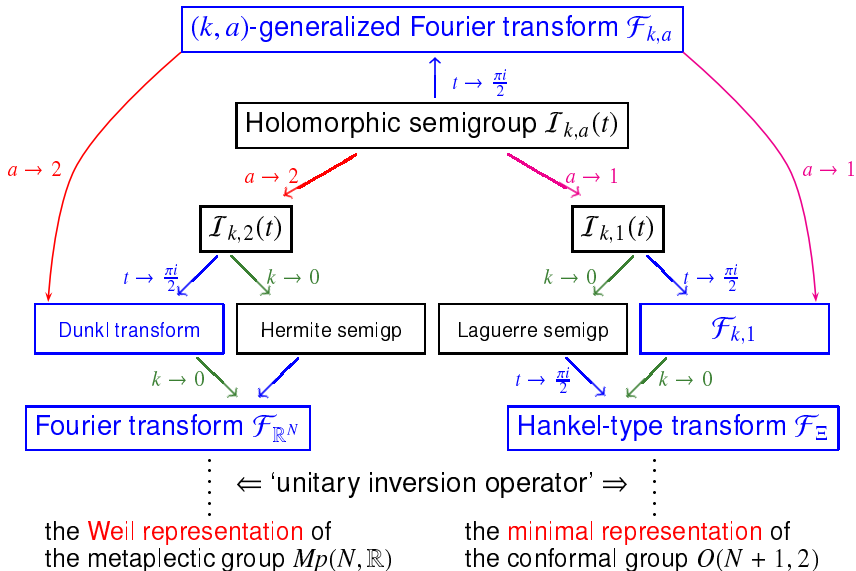 (k, a)-generalized Fourier transform ℱ_{k,a}
t → πi/2
Holomorphic semigroup ℐ_{k,a}(t)
a → 2
a → 2
a → 1
a → 1
ℐ_{k,2}(t)
ℐ_{k,1}(t)
t → πi/2
k → 0
k → 0
t → πi/2
Dunkl transform
Hermite semigp
Laguerre semigp
ℱ_{k,1}
k → 0
t → πi/2
k → 0
Fourier transform ℱ_{ℝ^N}
Hankel-type transform ℱ_Ξ
⇐ ‘unitary inversion operator’ ⇒
the Weil representation of
the metaplectic group Mp(N, ℝ)
the minimal representation of
the conformal group O(N + 1, 2)